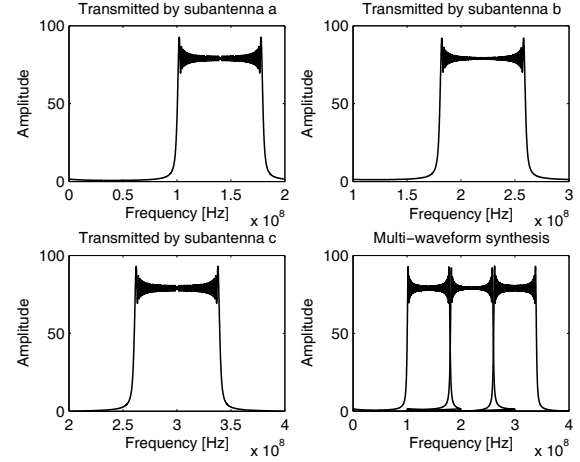 Transmitted by subantenna a
100
50
0
Amplitude
0 0.5 1 1.5 2
Frequency [Hz]
x 10^8
Transmitted by subantenna b
100
50
0
Amplitude
1 1.5 2 2.5 3
Frequency [Hz]
x 10^8
Transmitted by subantenna c
100
50
0
Amplitude
2 2.5 3 3.5 4
Frequency [Hz]
x 10^8
Multi−waveform synthesis
100
50
0
Amplitude
0 1 2 3 4
Frequency [Hz]
x 10^8